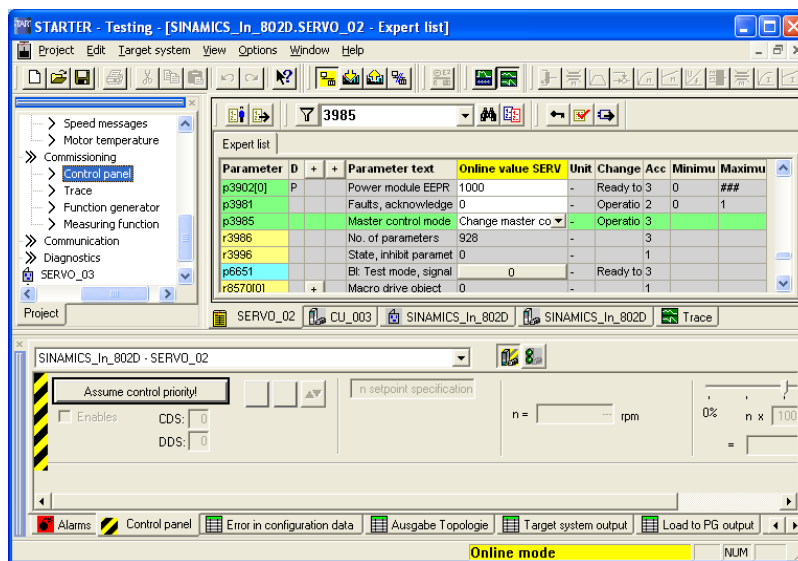 STARTER - Testing - [SINAMICS_In_802D.SERVO_02 - Expert list]
Project Edit Target system View Options Window Help
3985
Speed messages
Motor temperature
Commissioning
Control panel
Trace
Function generator
Measuring function
Communication
Diagnostics
SERVO_03
Project
Expert list
Parameter D + + Parameter text Online value SERV Unit Change Acc Minimu Maximu
p3902[0] P Power module EEPR 1000 - Ready to 3 0 ###
p3981 Faults, acknowledge 0 - Operatio 2 0 1
p3985 Master control mode Change master co - Operatio 3
r3986 No. of parameters 928 - 3
r3996 State, inhibit paramet 0 - 1
p6651 BI: Test mode, signal 0 - Ready to 3
r8570[0] + Macro drive object 0 - 1
SERVO_02 CU_003 SINAMICS_In_802D SINAMICS_In_802D Trace
SINAMICS_In_802D - SERVO_02
Assume control priority!
n setpoint specification
Enables CDS: 0
DDS: 0
n = --- rpm
0% n x 100
=
Alarms Control panel Error in configuration data Ausgabe Topologie Target system output Load to PG output
Online mode NUM